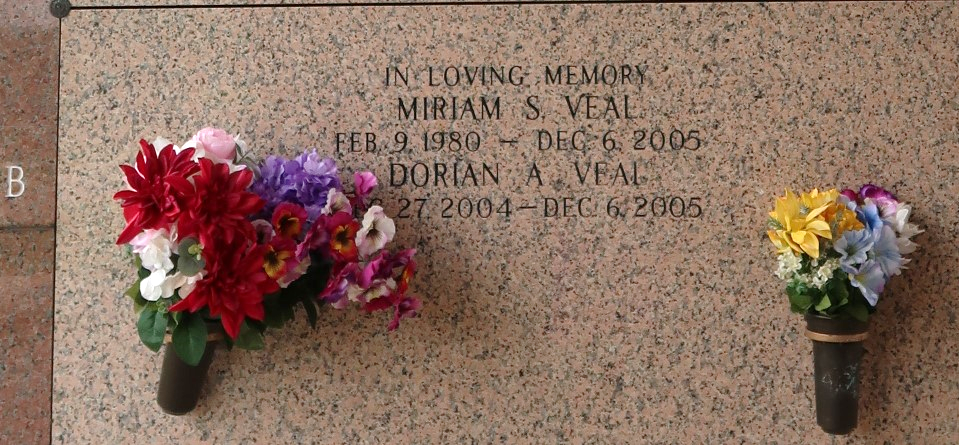 IN LOVING MEMORY
MIRIAM S. VEAL
FEB. 9, 1980 — DEC. 6, 2005
DORIAN A. VEAL
27, 2004 — DEC. 6, 2005
B